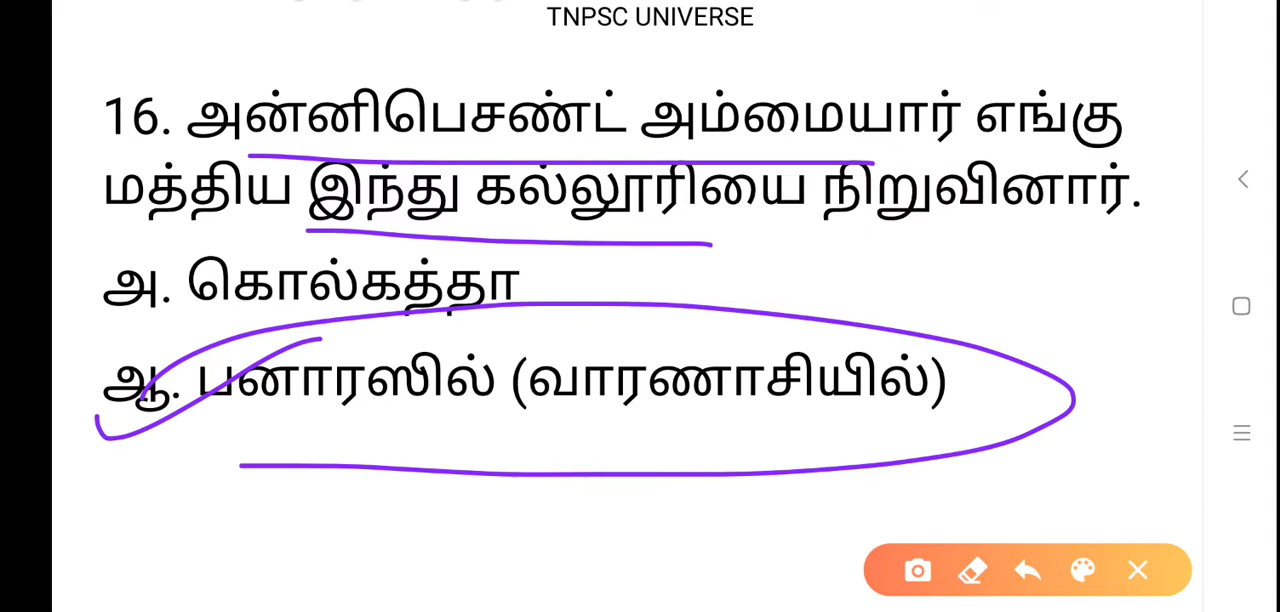 TNPSC UNIVERSE
16. அன்னிபெசண்ட் அம்மையார் எங்கு
மத்திய இந்து கல்லூரியை நிறுவினார்.
அ. கொல்கத்தா
ஆ. பனாரஸில் (வாரணாசியில்)